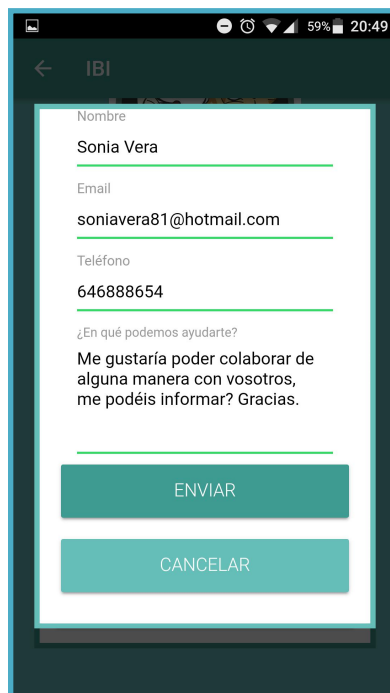 59% 20:49
IBI
Nombre
Sonia Vera
Email
soniavera81@hotmail.com
Teléfono
646888654
¿En qué podemos ayudarte?
Me gustaría poder colaborar de
alguna manera con vosotros,
me podéis informar? Gracias.
ENVIAR
CANCELAR